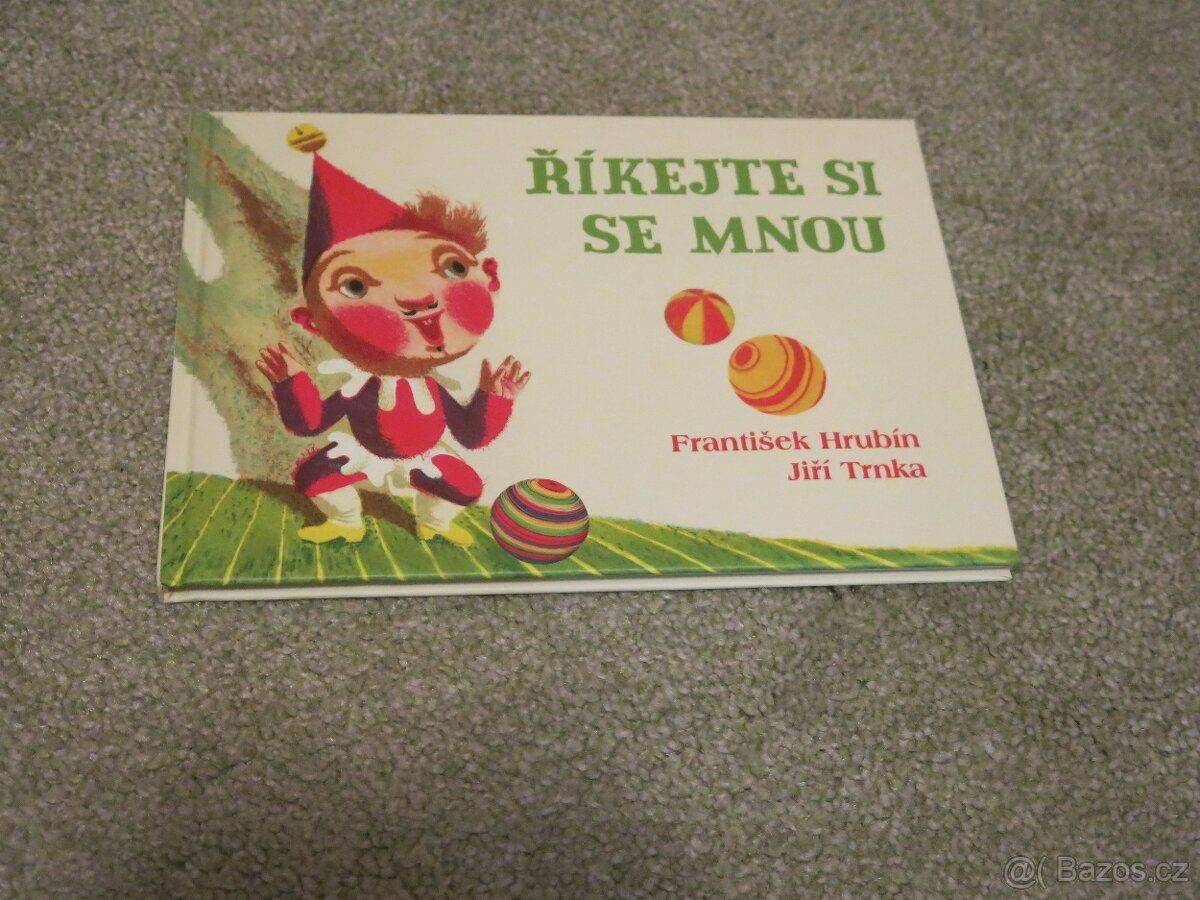 ŘÍKEJTE SI
SE MNOU
František Hrubín
Jiří Trnka
@( Bazos.cz